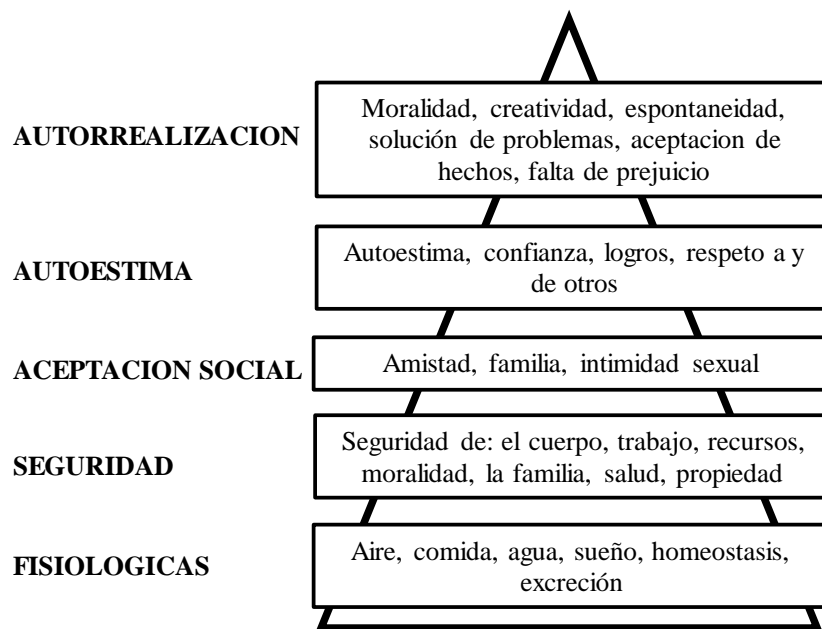 AUTORREALIZACION
Moralidad, creatividad, espontaneidad,
solución de problemas, aceptacion de
hechos, falta de prejuicio
AUTOESTIMA
Autoestima, confianza, logros, respeto a y
de otros
ACEPTACION SOCIAL
Amistad, familia, intimidad sexual
SEGURIDAD
Seguridad de: el cuerpo, trabajo, recursos,
moralidad, la familia, salud, propiedad
FISIOLOGICAS
Aire, comida, agua, sueño, homeostasis,
excreción